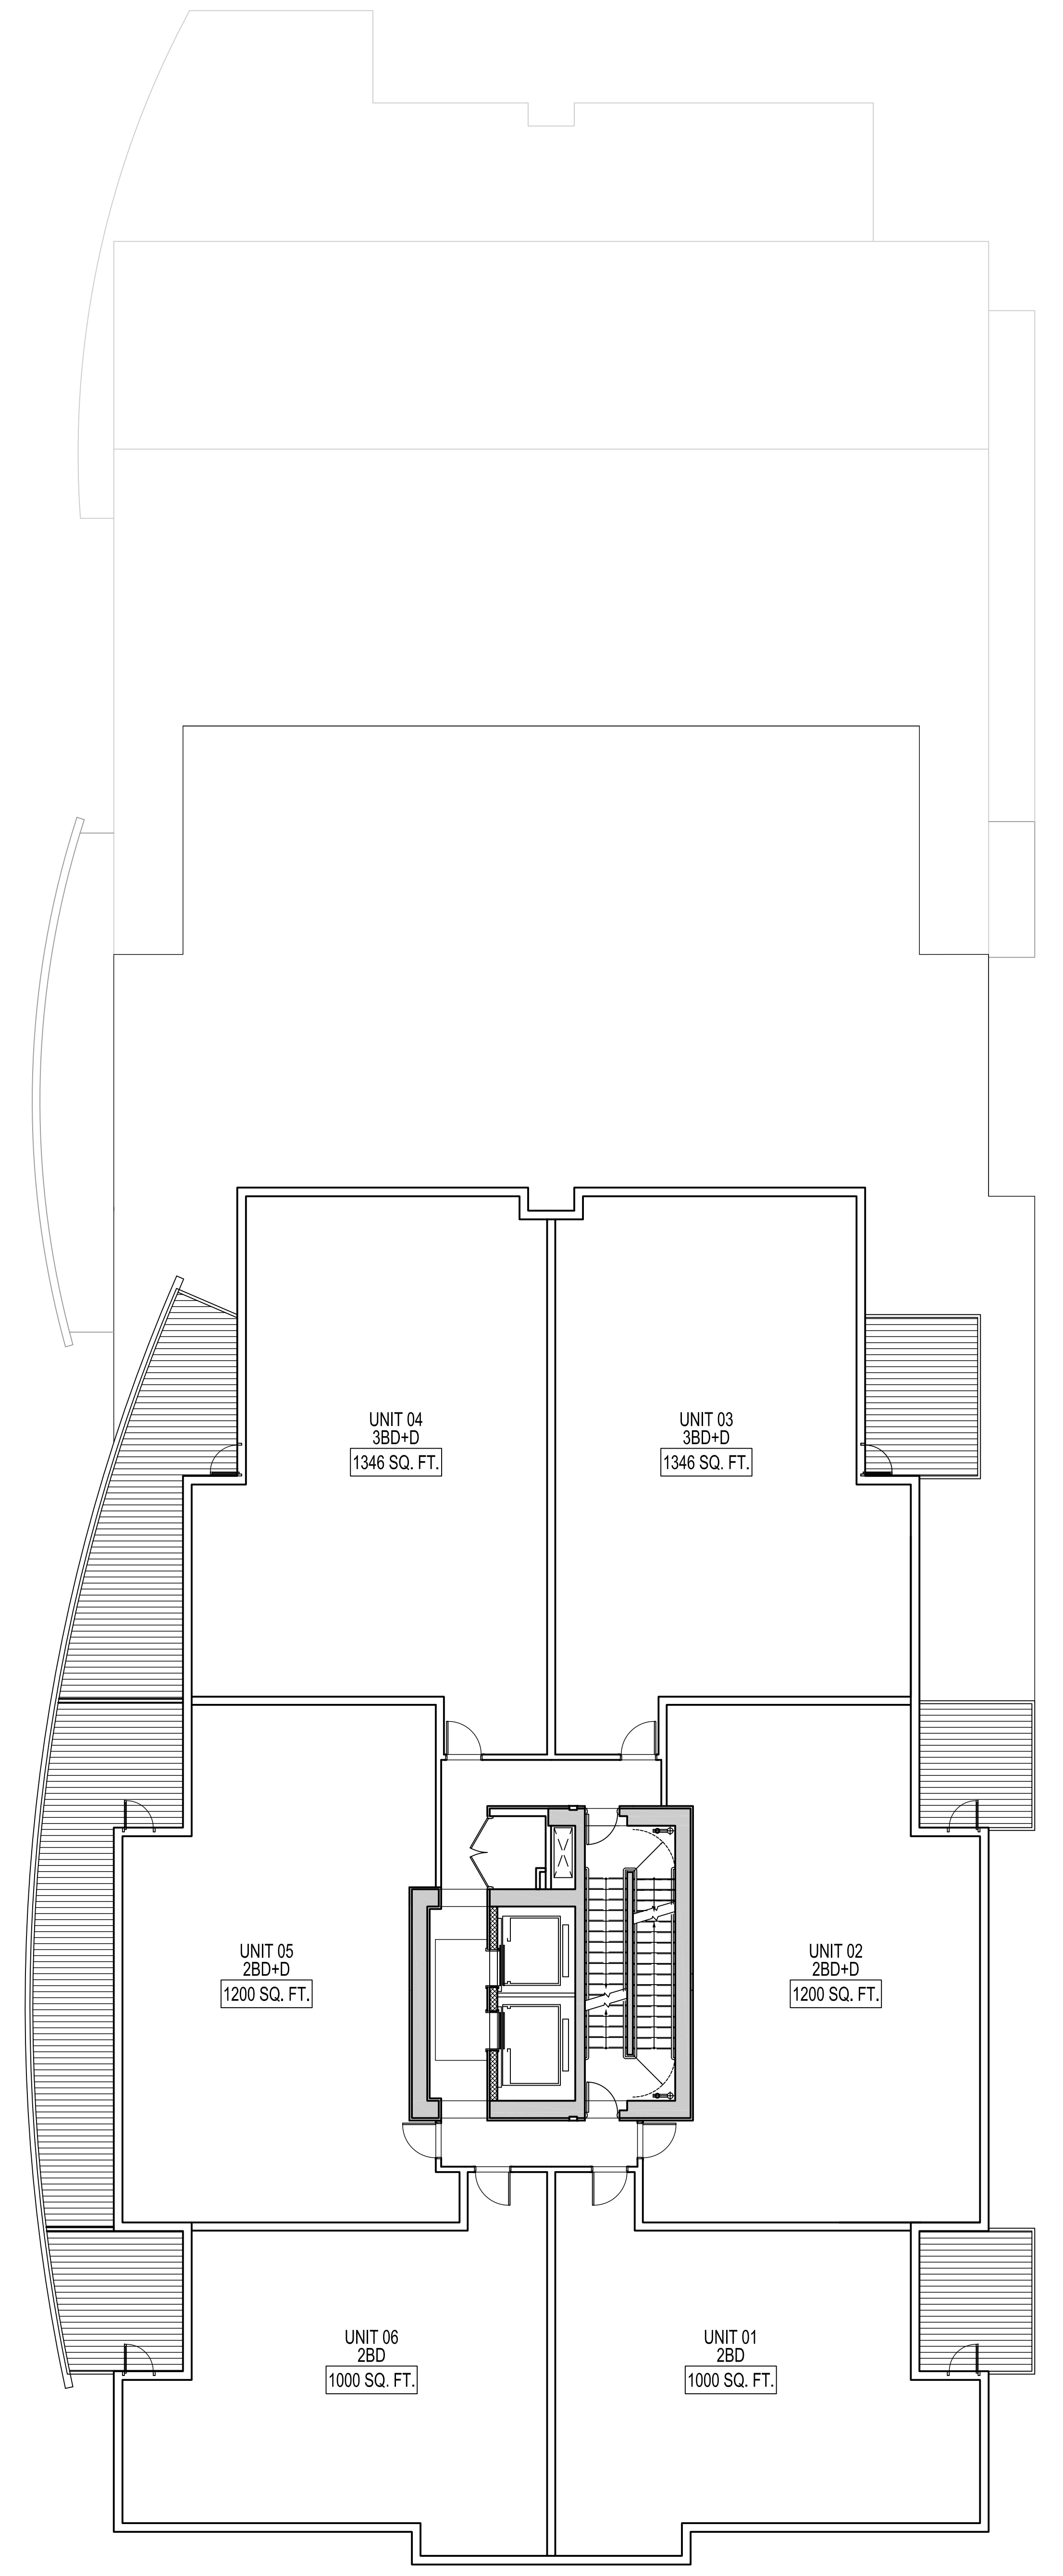 UNIT 04
3BD+D
1346 SQ. FT.
UNIT 03
3BD+D
1346 SQ. FT.
UNIT 05
2BD+D
1200 SQ. FT.
UNIT 02
2BD+D
1200 SQ. FT.
UNIT 06
2BD
1000 SQ. FT.
UNIT 01
2BD
1000 SQ. FT.